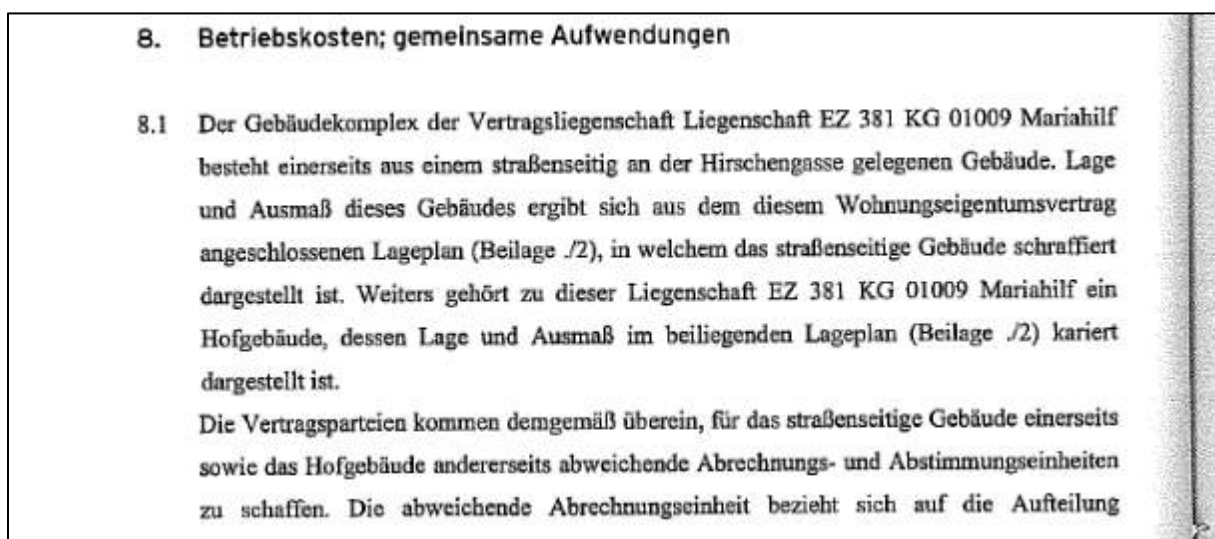 8. Betriebskosten; gemeinsame Aufwendungen
8.1 Der Gebäudekomplex der Vertragsliegenschaft Liegenschaft EZ 381 KG 01009 Mariahilf
besteht einerseits aus einem straßenseitig an der Hirschengasse gelegenen Gebäude. Lage
und Ausmaß dieses Gebäudes ergibt sich aus dem diesem Wohnungseigentumsvertrag
angeschlossenen Lageplan (Beilage ./2), in welchem das straßenseitige Gebäude schraffiert
dargestellt ist. Weiters gehört zu dieser Liegenschaft EZ 381 KG 01009 Mariahilf ein
Hofgebäude, dessen Lage und Ausmaß im beiliegenden Lageplan (Beilage ./2) kariert
dargestellt ist.
Die Vertragsparteien kommen demgemäß überein, für das straßenseitige Gebäude einerseits
sowie das Hofgebäude andererseits abweichende Abrechnungs- und Abstimmungseinheiten
zu schaffen. Die abweichende Abrechnungseinheit bezieht sich auf die Aufteilung